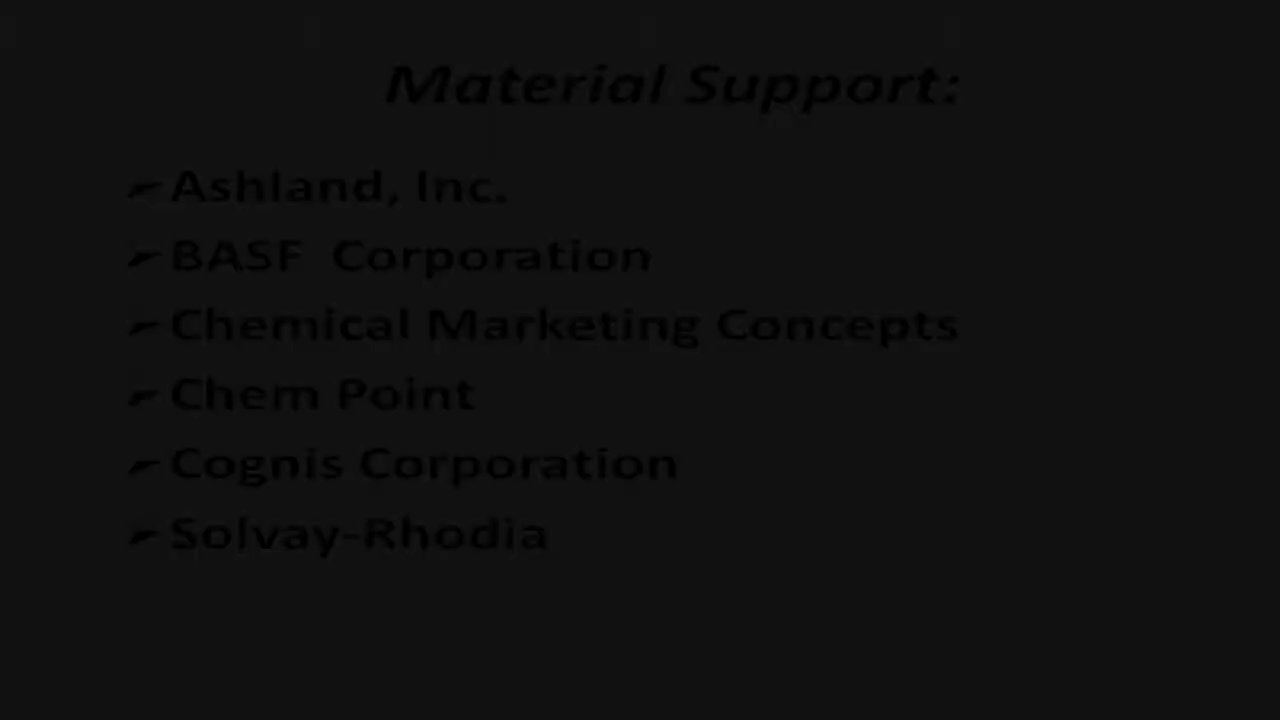 Material Support:
➢ Ashland, Inc.
➢ BASF  Corporation
➢ Chemical Marketing Concepts
➢ Chem Point
➢ Cognis Corporation
➢ Solvay-Rhodia